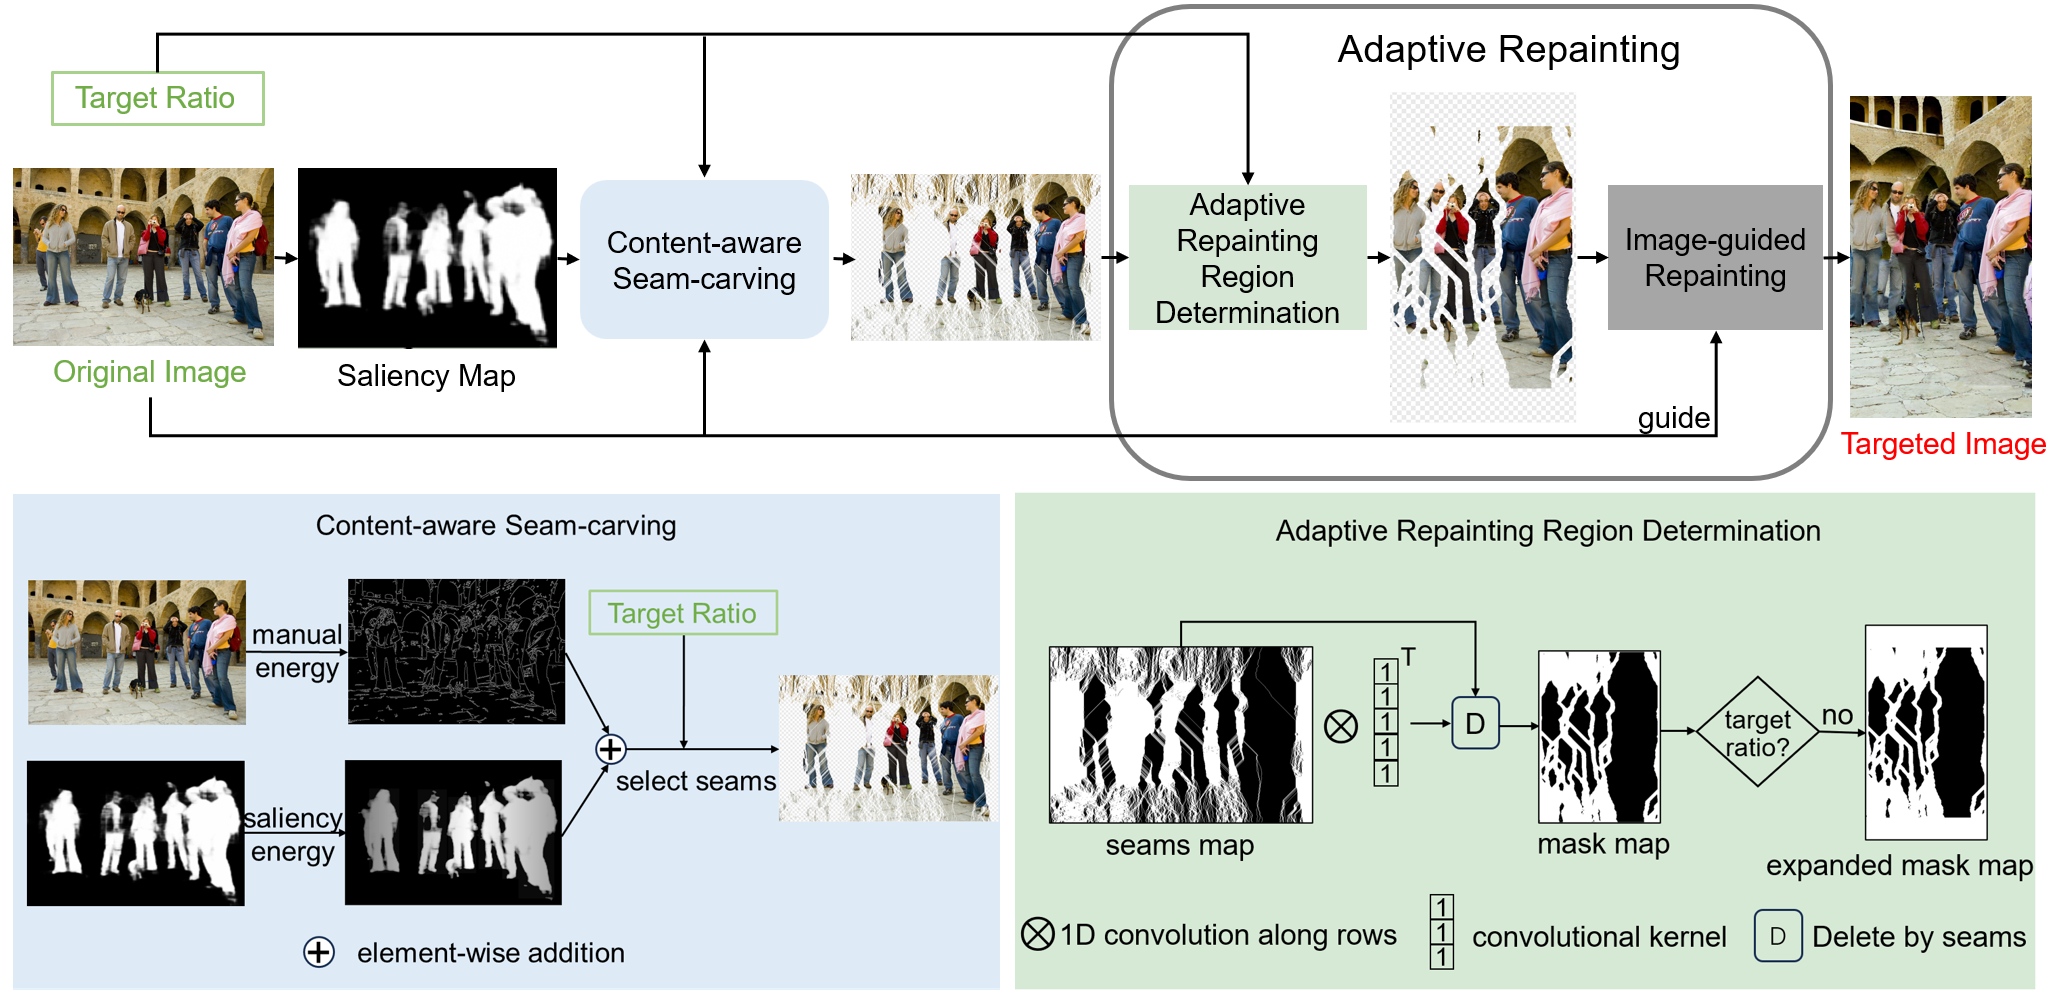 Adaptive Repainting
Target Ratio
Original Image
Saliency Map
Content-aware
Seam-carving
Adaptive
Repainting
Region
Determination
Image-guided
Repainting
guide
Targeted Image
Content-aware Seam-carving
manual
energy
saliency
energy
Target Ratio
select seams
element-wise addition
Adaptive Repainting Region Determination
seams map
1
1
1
1
1
T
D
mask map
target
ratio?
no
expanded mask map
1D convolution along rows
1
1
1
convolutional kernel
D
Delete by seams